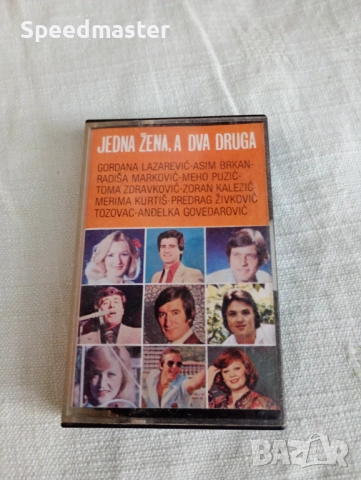 Speedmaster
JEDNA ŽENA, A DVA DRUGA
GORDANA LAZAREVIĆ-ASIM BRKAN-
RADIŠA MARKOVIĆ-MEHO PUZIĆ-
TOMA ZDRAVKOVIĆ-ZORAN KALEZIĆ-
MERIMA KURTIŠ-PREDRAG ŽIVKOVIĆ
TOZOVAC-ANĐELKA GOVEDAROVIĆ
BAZAR